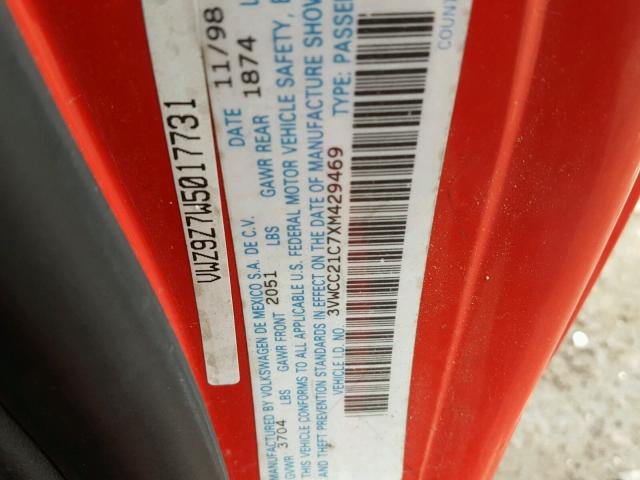 VWZ9Z7W5017731
MANUFACTURED BY VOLKSWAGEN DE MEXICO S.A. DE C.V. DATE 11/98
GVWR 3704 LBS GAWR FRONT 2051 LBS GAWR REAR 1874 L
THIS VEHICLE CONFORMS TO ALL APPLICABLE U.S. FEDERAL MOTOR VEHICLE SAFETY,
AND THEFT PREVENTION STANDARDS IN EFFECT ON THE DATE OF MANUFACTURE SHOW
VEHICLE I.D. NO. 3VWCC21C7XM429469 TYPE: PASSE
COUNT